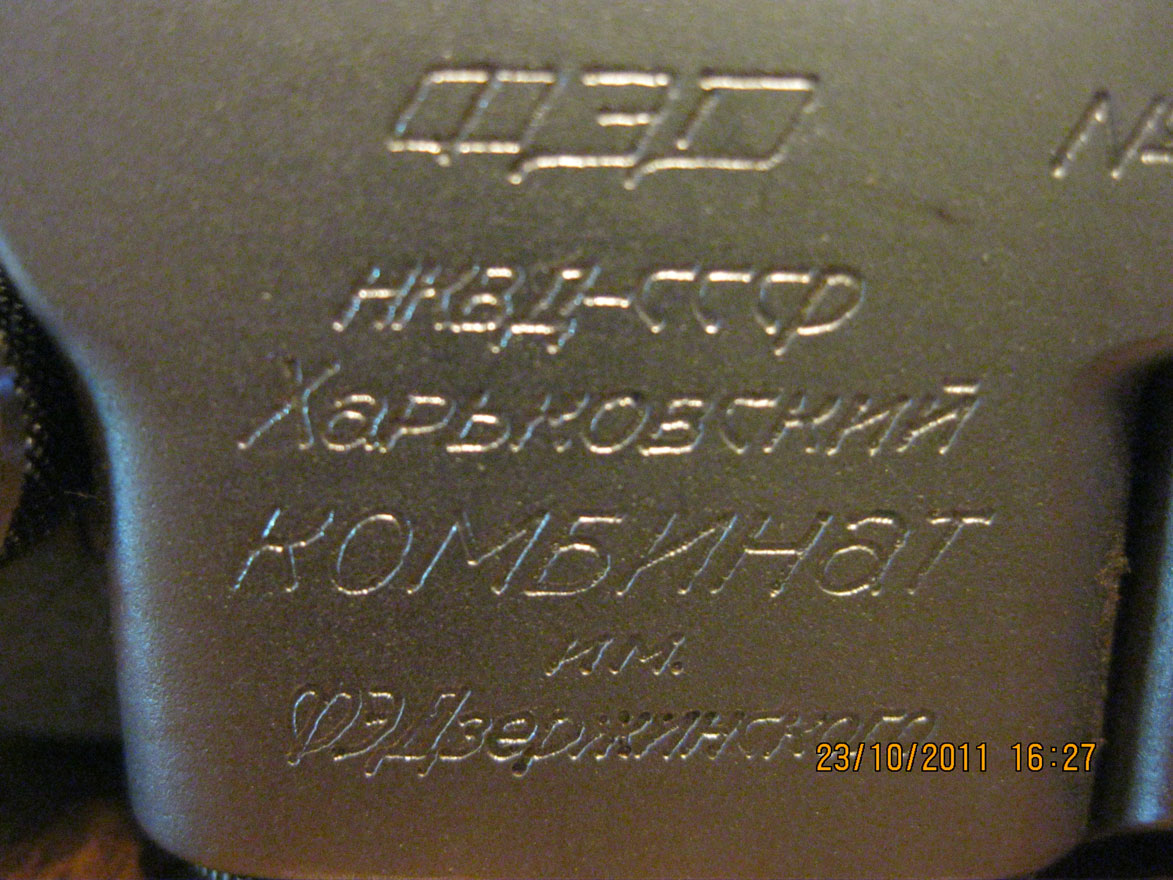 ФЭД
НКВД-СССР
Харьковский
КОМБИНАТ
им.
ФЭДзержинского
23/10/2011 16:27